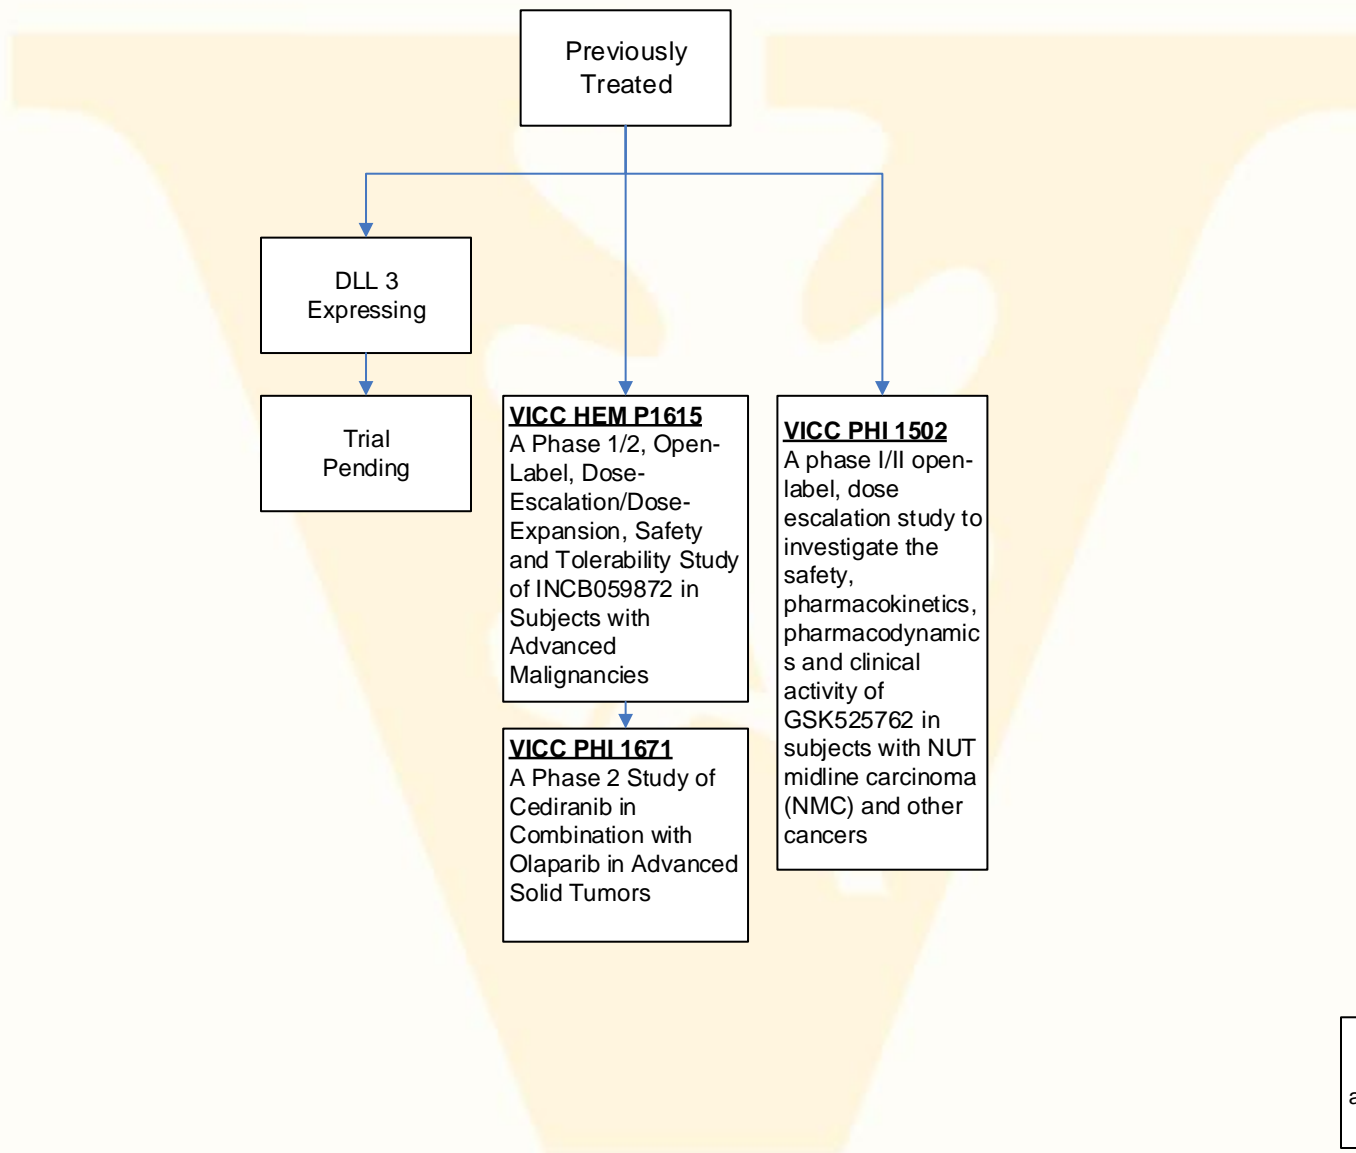 Previously
Treated
DLL 3
Expressing
Trial
Pending
VICC HEM P1615
A Phase 1/2, Open-
Label, Dose-
Escalation/Dose-
Expansion, Safety
and Tolerability Study
of INCB059872 in
Subjects with
Advanced
Malignancies
VICC PHI 1671
A Phase 2 Study of
Cediranib in
Combination with
Olaparib in Advanced
Solid Tumors
VICC PHI 1502
A phase I/II open-
label, dose
escalation study to
investigate the
safety,
pharmacokinetics,
pharmacodynamic
s and clinical
activity of
GSK525762 in
subjects with NUT
midline carcinoma
(NMC) and other
cancers